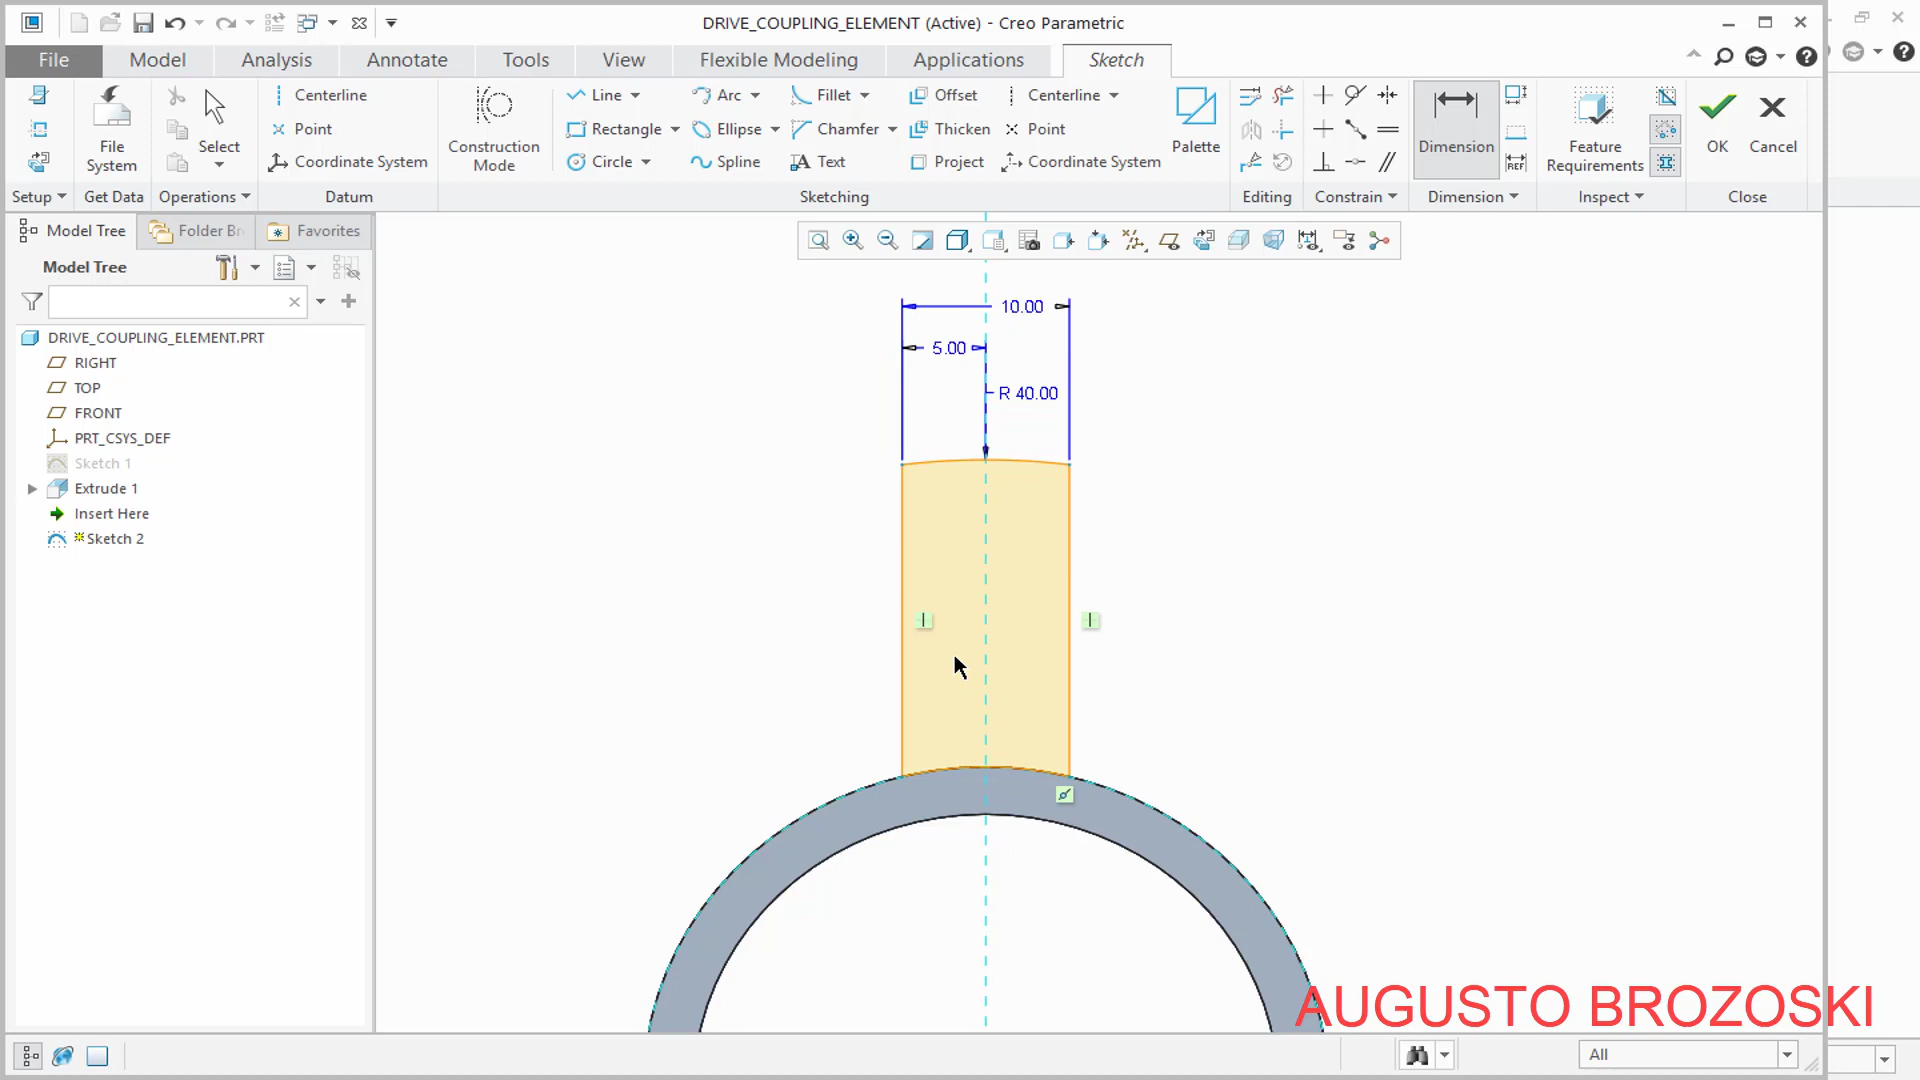 DRIVE_COUPLING_ELEMENT (Active) - Creo Parametric
File Model Analysis Annotate Tools View Flexible Modeling Applications Sketch
Centerline Line Arc Fillet Offset Centerline
Point Rectangle Ellipse Chamfer Thicken Point
Coordinate System Circle Spline Text Project Coordinate System
File System
Select
Construction Mode
Palette
Dimension
REF
Feature Requirements
OK
Cancel
Setup Get Data Operations Datum Sketching Editing Constrain Dimension Inspect Close
Model Tree Folder Br Favorites
Model Tree
DRIVE_COUPLING_ELEMENT.PRT
RIGHT
TOP
FRONT
PRT_CSYS_DEF
Sketch 1
Extrude 1
Insert Here
Sketch 2
10.00
5.00
R 40.00
AUGUSTO BROZOSKI
All